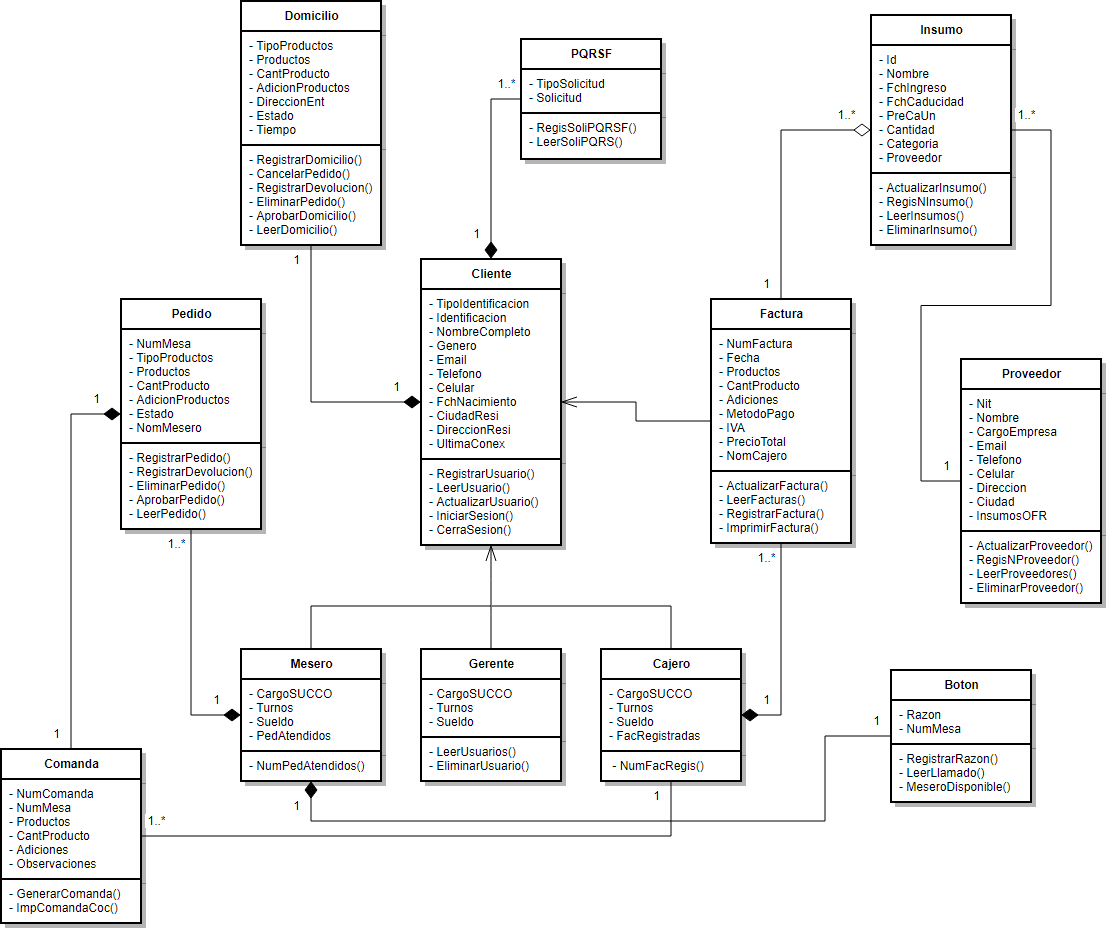 Domicilio
- TipoProductos
- Productos
- CantProducto
- AdicionProductos
- DireccionEnt
- Estado
- Tiempo
- RegistrarDomicilio()
- CancelarPedido()
- RegistrarDevolucion()
- EliminarPedido()
- AprobarDomicilio()
- LeerDomicilio()
1
1
PQRSF
- TipoSolicitud
- Solicitud
- RegisSoliPQRSF()
- LeerSoliPQRS()
1..*
1
Insumo
- Id
- Nombre
- FchIngreso
- FchCaducidad
- PreCaUn
- Cantidad
- Categoria
- Proveedor
- ActualizarInsumo()
- RegisNInsumo()
- LeerInsumos()
- EliminarInsumo()
1..*
1..*
1
1
Pedido
- NumMesa
- TipoProductos
- Productos
- CantProducto
- AdicionProductos
- Estado
- NomMesero
- RegistrarPedido()
- RegistrarDevolucion()
- EliminarPedido()
- AprobarPedido()
- LeerPedido()
1
1..*
Cliente
- TipoIdentificacion
- Identificacion
- NombreCompleto
- Genero
- Email
- Telefono
- Celular
- FchNacimiento
- CiudadResi
- DireccionResi
- UltimaConex
- RegistrarUsuario()
- LeerUsuario()
- ActualizarUsuario()
- IniciarSesion()
- CerraSesion()
Factura
- NumFactura
- Fecha
- Productos
- CantProducto
- Adiciones
- MetodoPago
- IVA
- PrecioTotal
- NomCajero
- ActualizarFactura()
- LeerFacturas()
- RegistrarFactura()
- ImprimirFactura()
1..*
Proveedor
- Nit
- Nombre
- CargoEmpresa
- Email
- Telefono
- Celular
- Direccion
- Ciudad
- InsumosOFR
- ActualizarProveedor()
- RegisNProveedor()
- LeerProveedores()
- EliminarProveedor()
Mesero
- CargoSUCCO
- Turnos
- Sueldo
- PedAtendidos
- NumPedAtendidos()
1
1
Gerente
- CargoSUCCO
- Turnos
- Sueldo
- LeerUsuarios()
- EliminarUsuario()
Cajero
- CargoSUCCO
- Turnos
- Sueldo
- FacRegistradas
- NumFacRegis()
1
1
Boton
- Razon
- NumMesa
- RegistrarRazon()
- LeerLlamado()
- MeseroDisponible()
1
1
Comanda
- NumComanda
- NumMesa
- Productos
- CantProducto
- Adiciones
- Observaciones
- GenerarComanda()
- ImpComandaCoc()
1..*